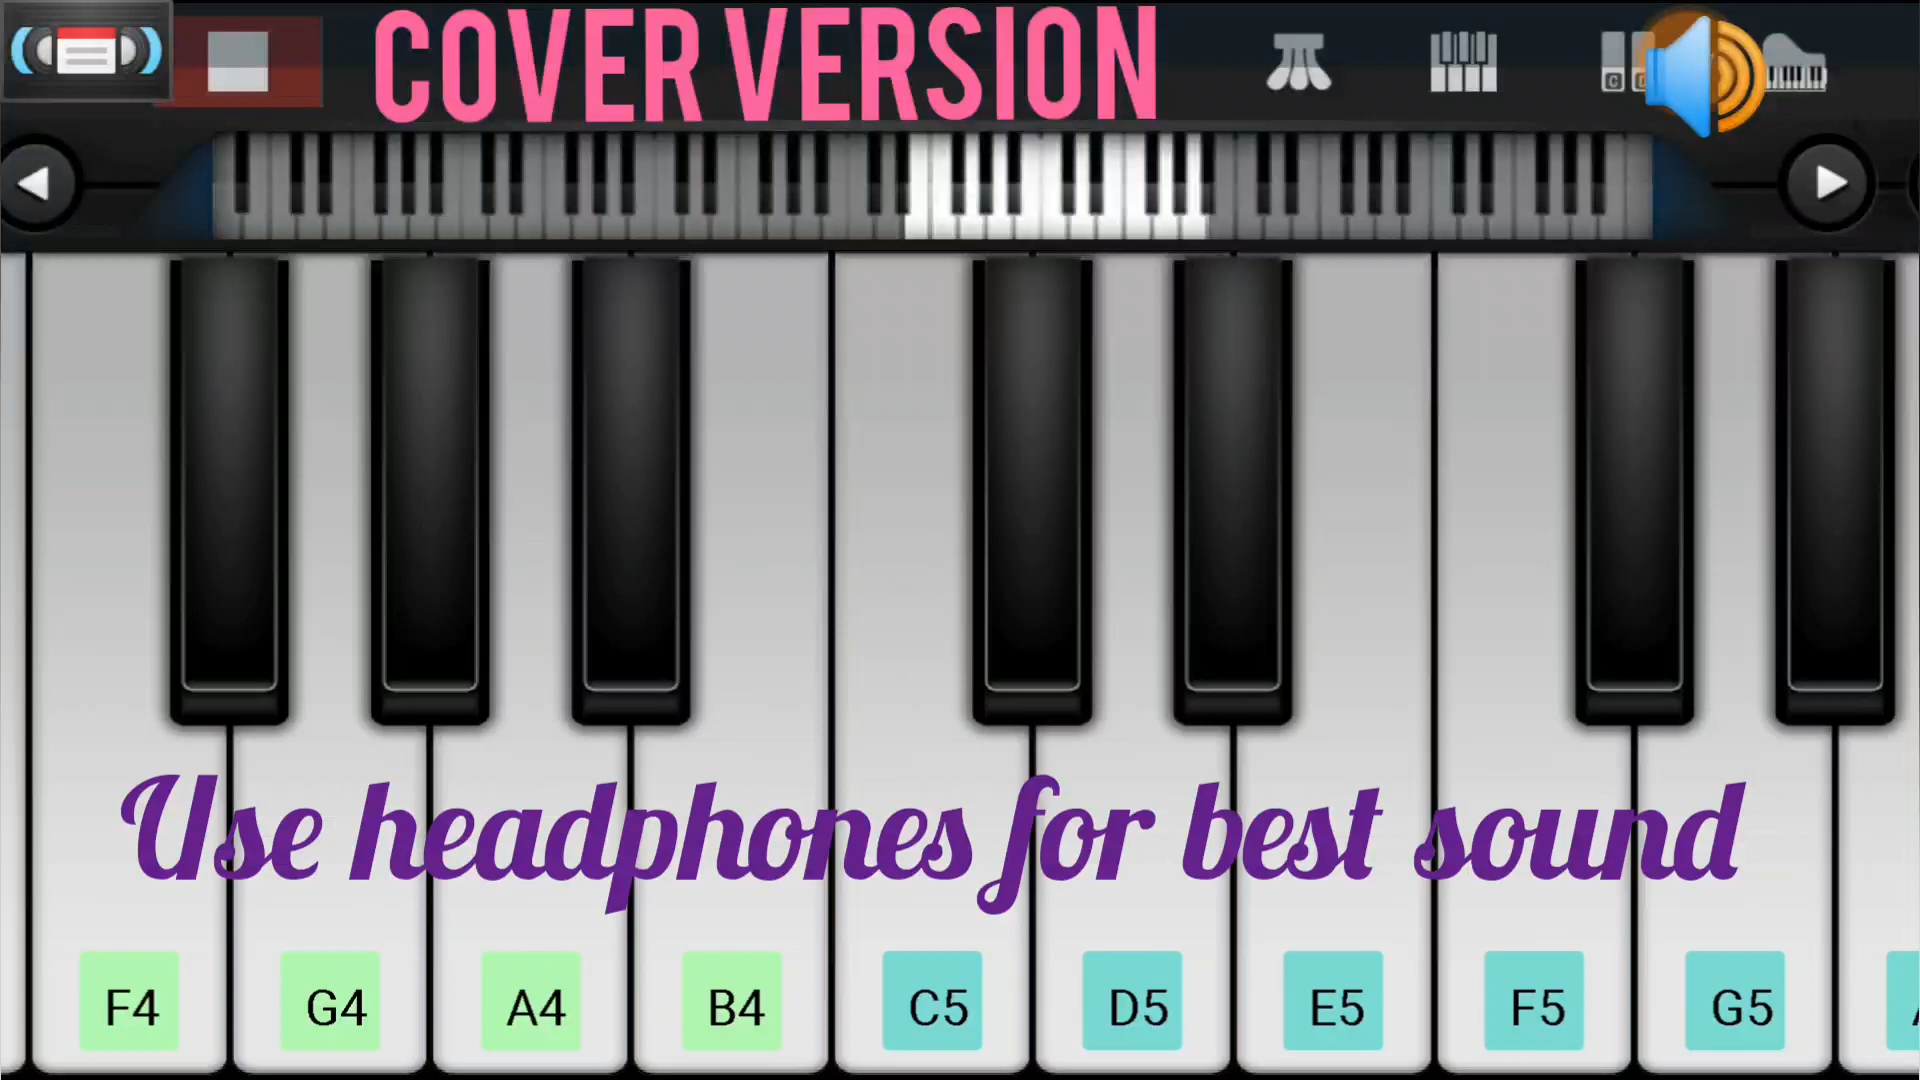 COVER VERSION
Use headphones for best sound
F4 G4 A4 B4 C5 D5 E5 F5 G5